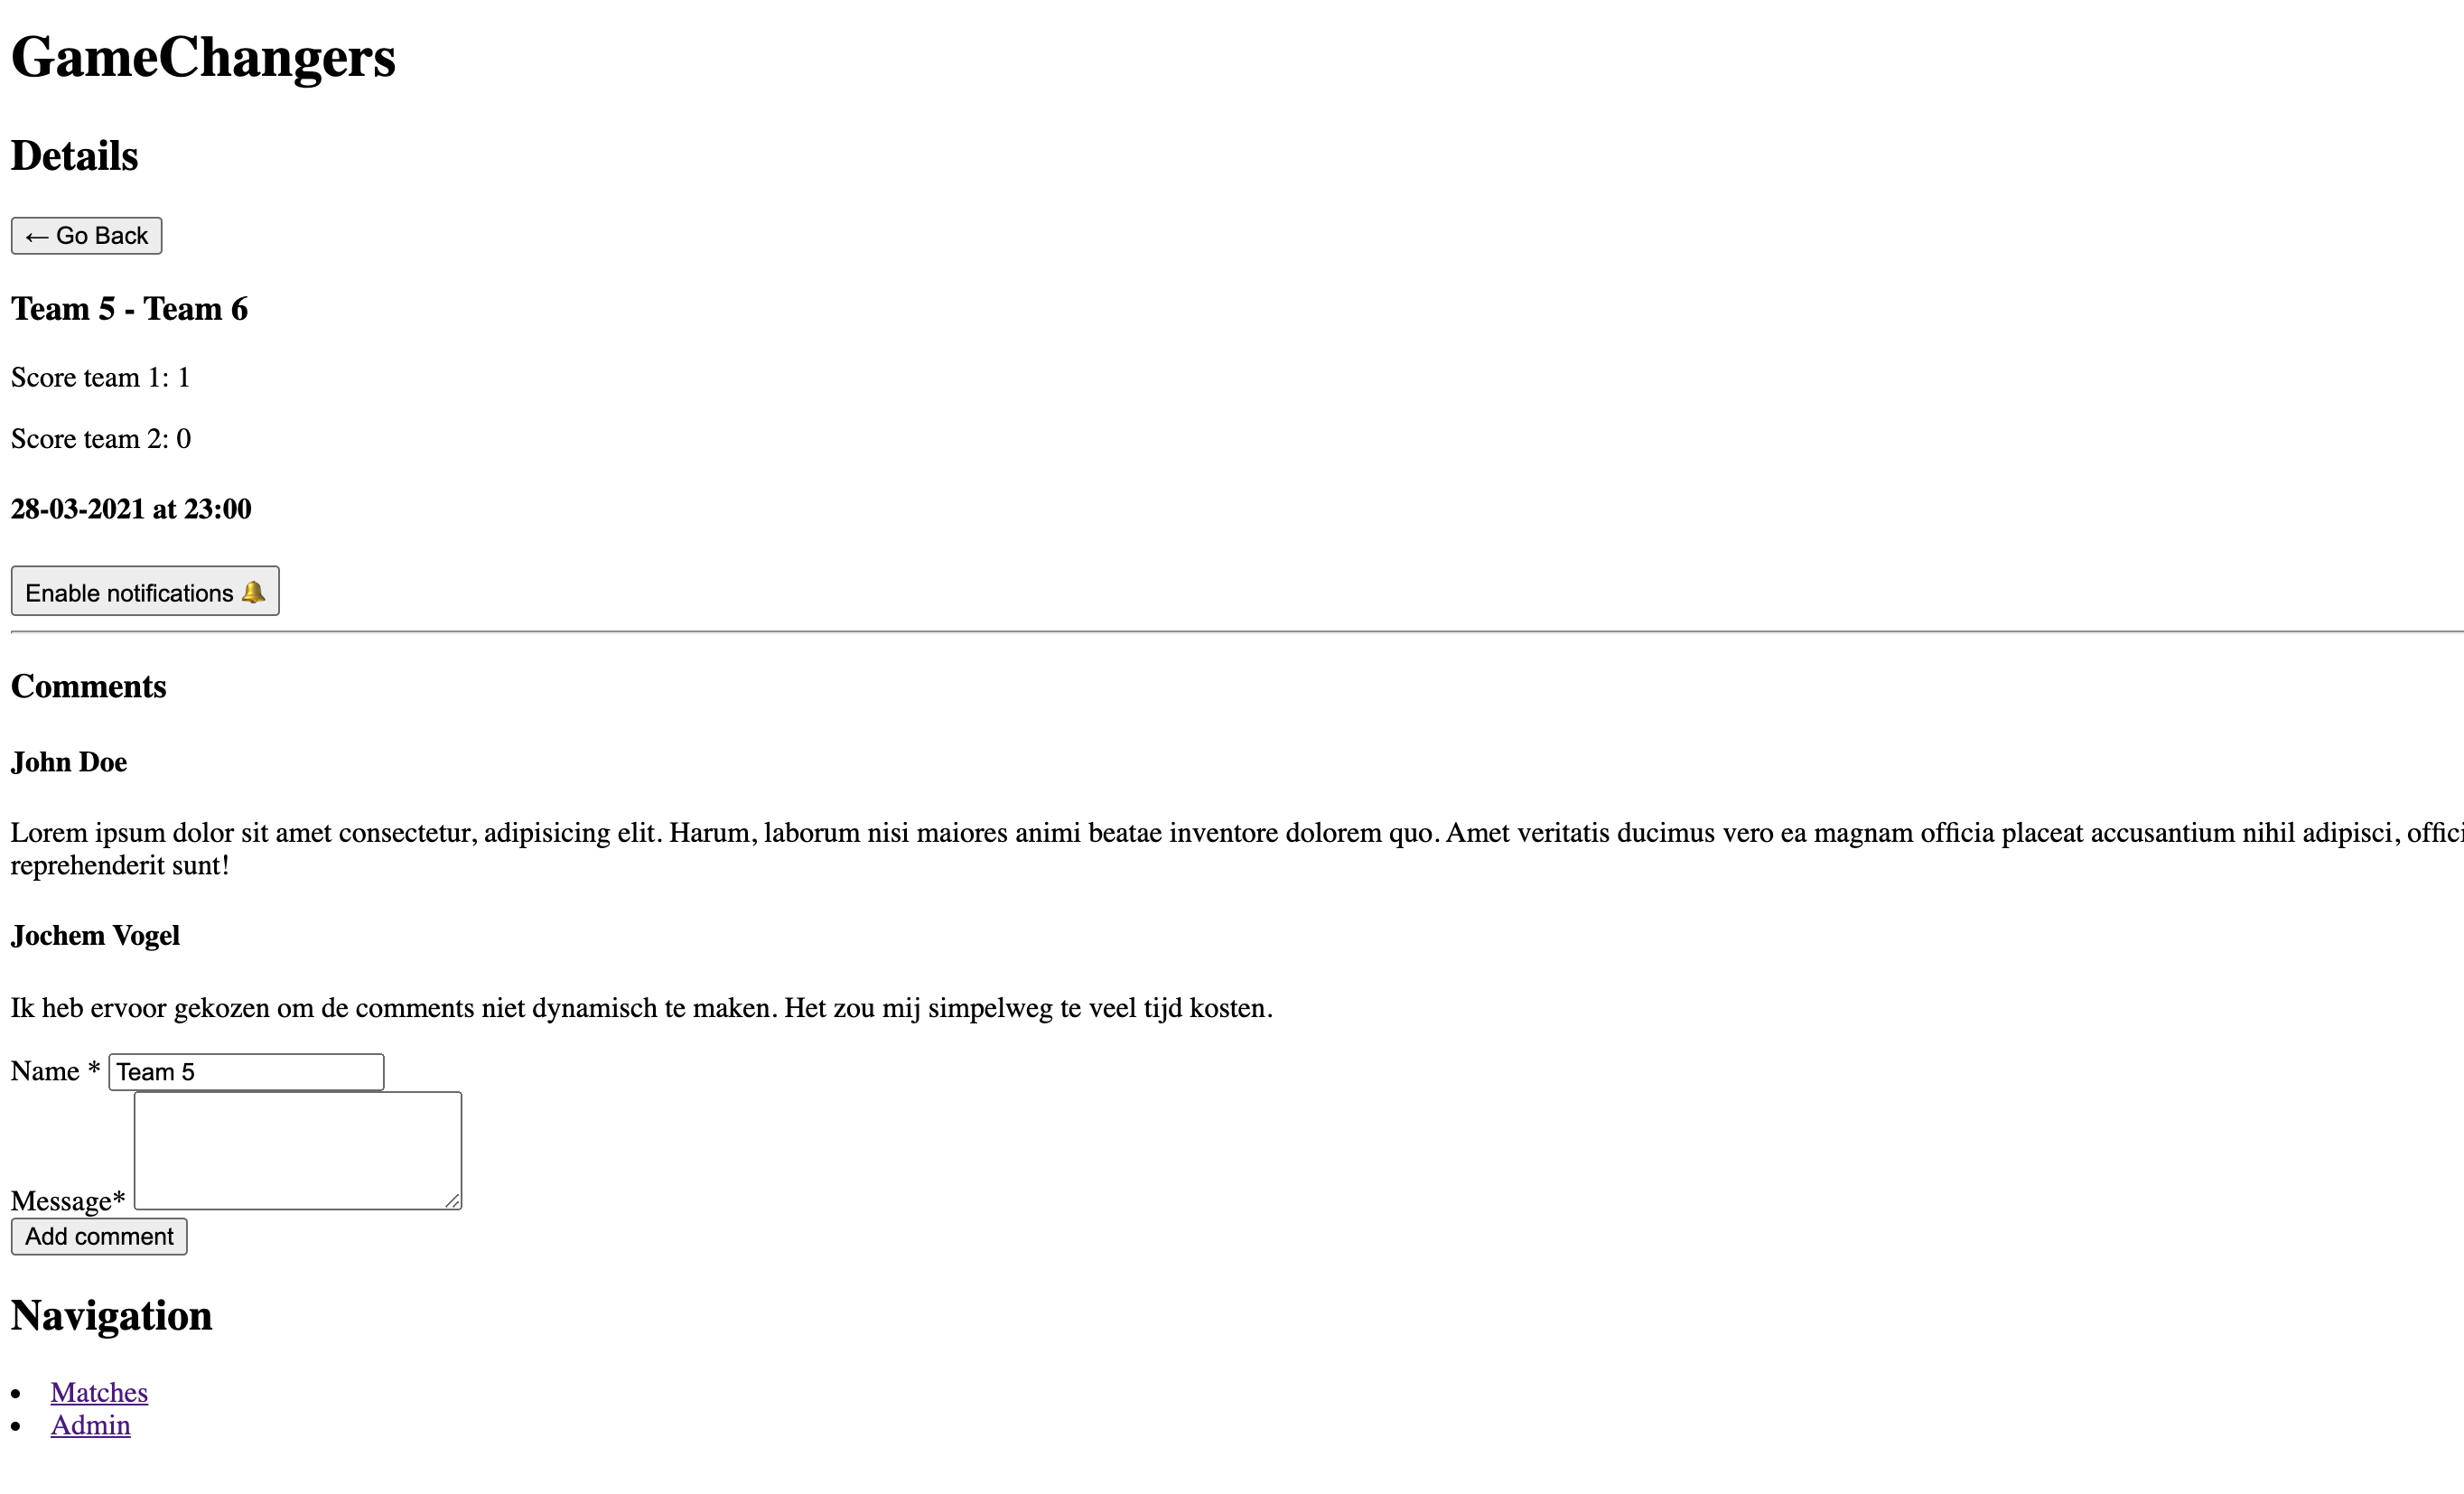 GameChangers
Details
← Go Back
Team 5 - Team 6
Score team 1: 1
Score team 2: 0
28-03-2021 at 23:00
Enable notifications 🔔
Comments
John Doe
Lorem ipsum dolor sit amet consectetur, adipisicing elit. Harum, laborum nisi maiores animi beatae inventore dolorem quo. Amet veritatis ducimus vero ea magnam officia placeat accusantium nihil adipisci,
reprehenderit sunt!
Jochem Vogel
Ik heb ervoor gekozen om de comments niet dynamisch te maken. Het zou mij simpelweg te veel tijd kosten.
Name * Team 5
Message*
Add comment
Navigation
• Matches
• Admin